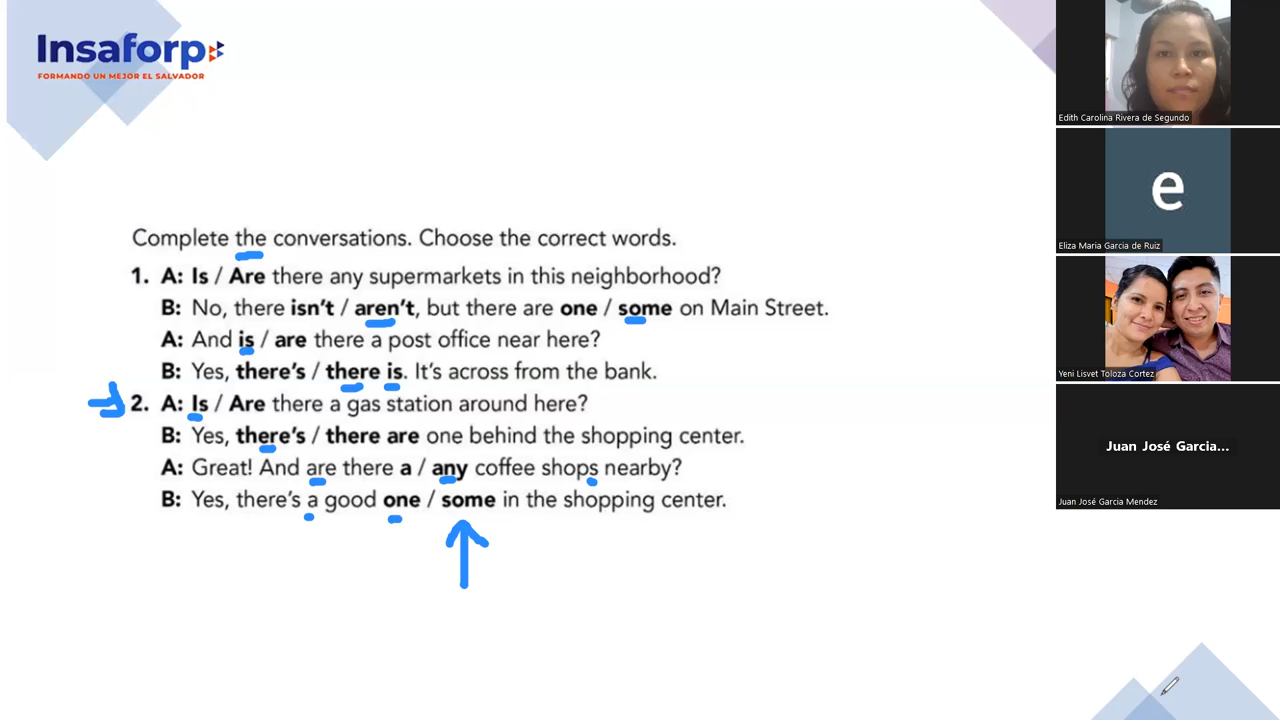 Insaforp
FORMANDO UN MEJOR EL SALVADOR
Complete the conversations. Choose the correct words.
1. A: Is / Are there any supermarkets in this neighborhood?
B: No, there isn't / aren't, but there are one / some on Main Street.
A: And is / are there a post office near here?
B: Yes, there's / there is. It's across from the bank.
2. A: Is / Are there a gas station around here?
B: Yes, there's / there are one behind the shopping center.
A: Great! And are there a / any coffee shops nearby?
B: Yes, there's a good one / some in the shopping center.
Edith Carolina Rivera de Segundo
e
Eliza Maria Garcia de Ruiz
Yeni Lisvet Toloza Cortez
Juan José Garcia...
Juan José Garcia Mendez